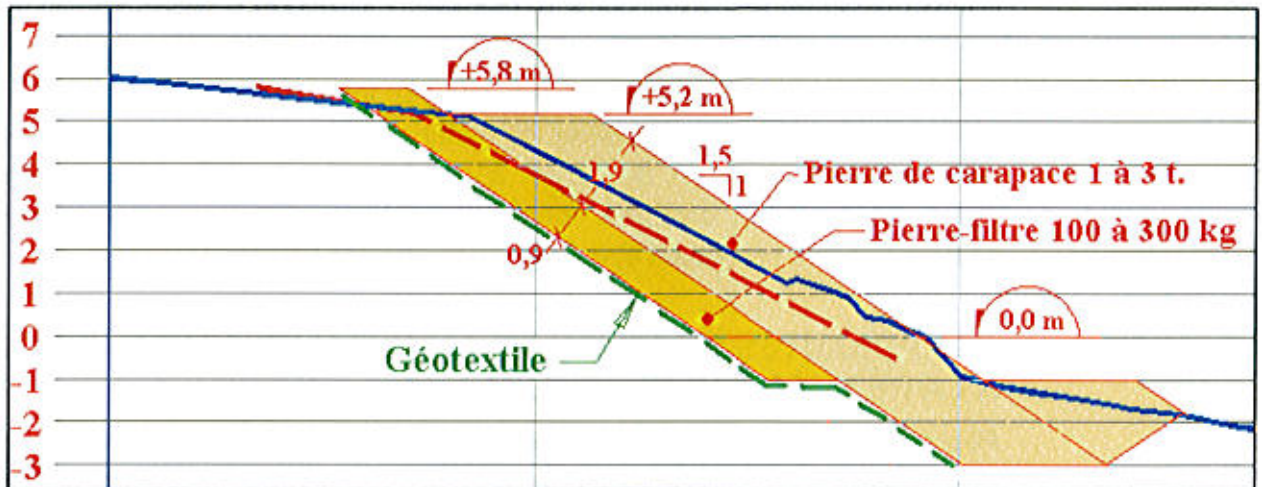 7
6
5
4
3
2
1
0
-1
-2
-3
+5,8 m
+5,2 m
1,9
0,9
1,5
1
Pierre de carapace 1 à 3 t.
Pierre-filtre 100 à 300 kg
0,0 m
Géotextile